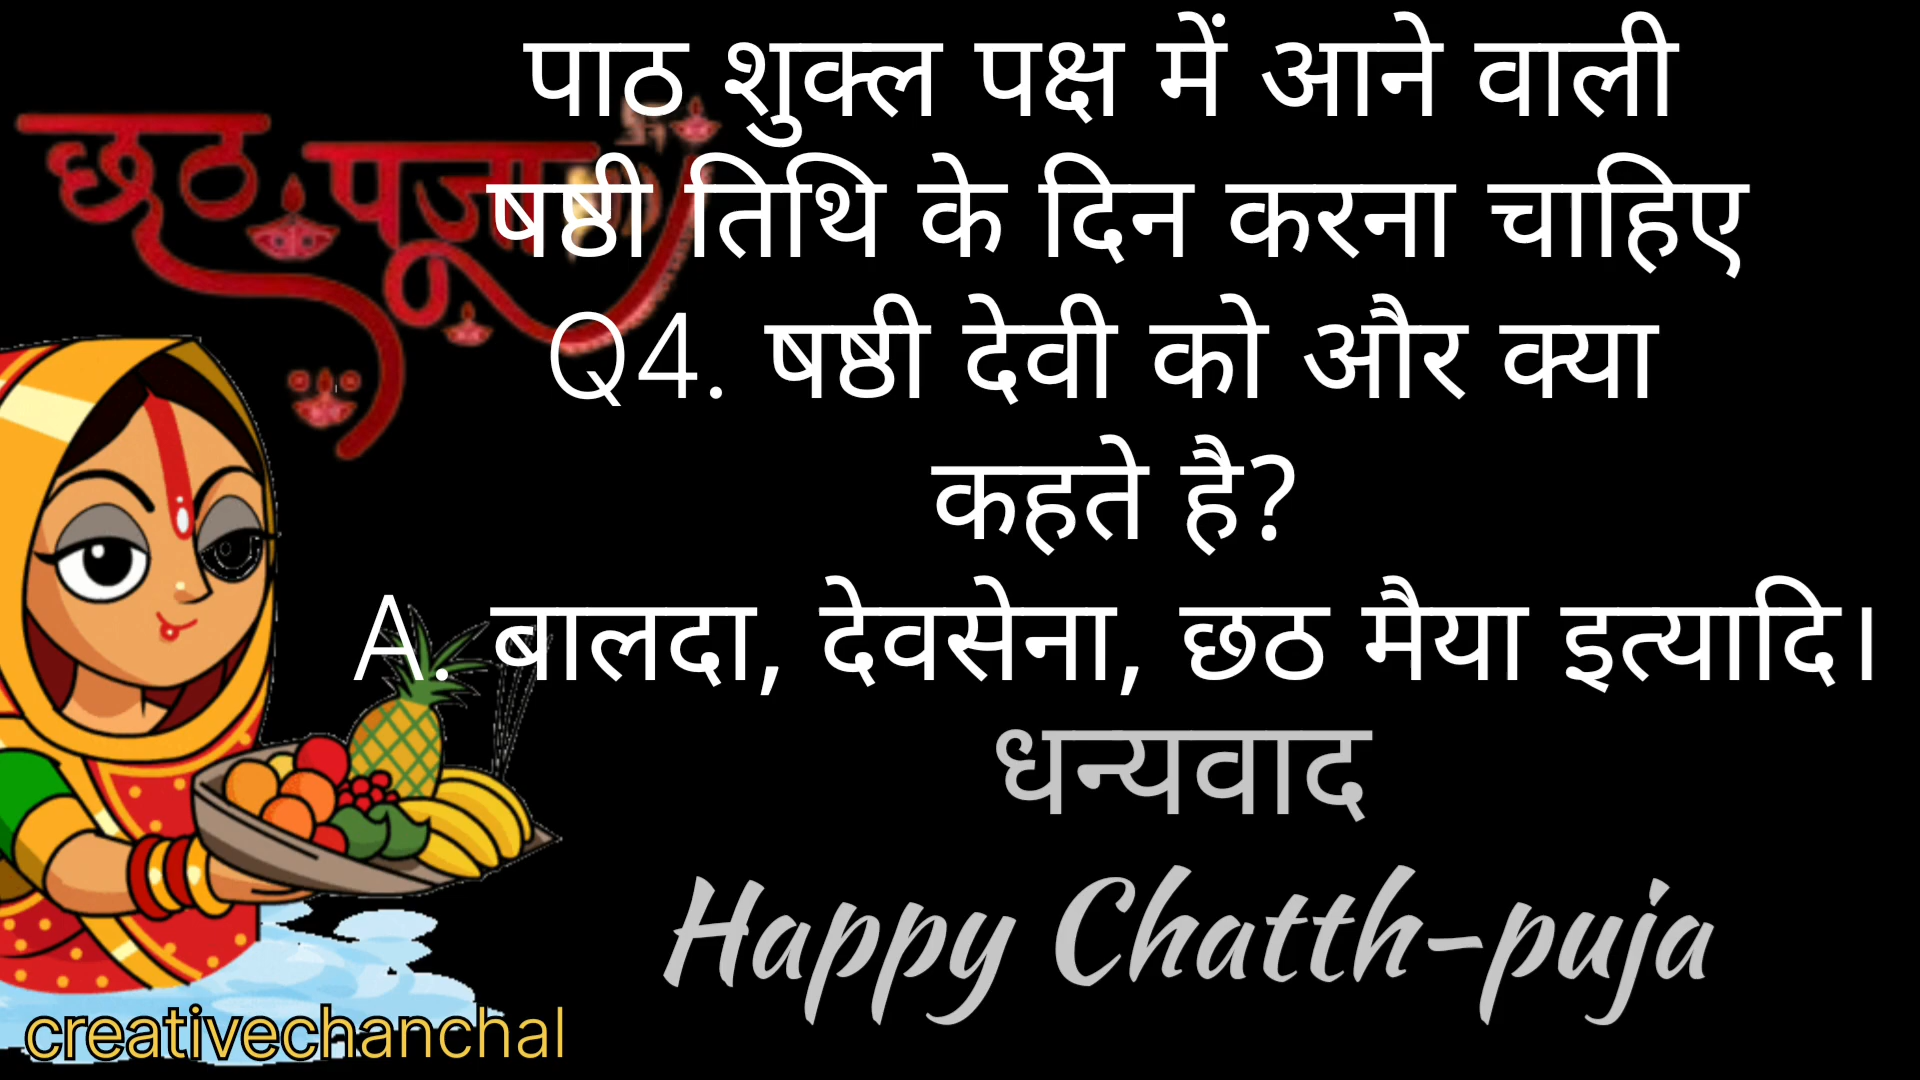 पाठ शुक्ल पक्ष में आने वाली
छठ पूजा
षष्ठी तिथि के दिन करना चाहिए
Q4. षष्ठी देवी को और क्या
कहते है?
A. बालदा, देवसेना, छठ मैया इत्यादि।
धन्यवाद
Happy Chatth-puja
creativechanchal